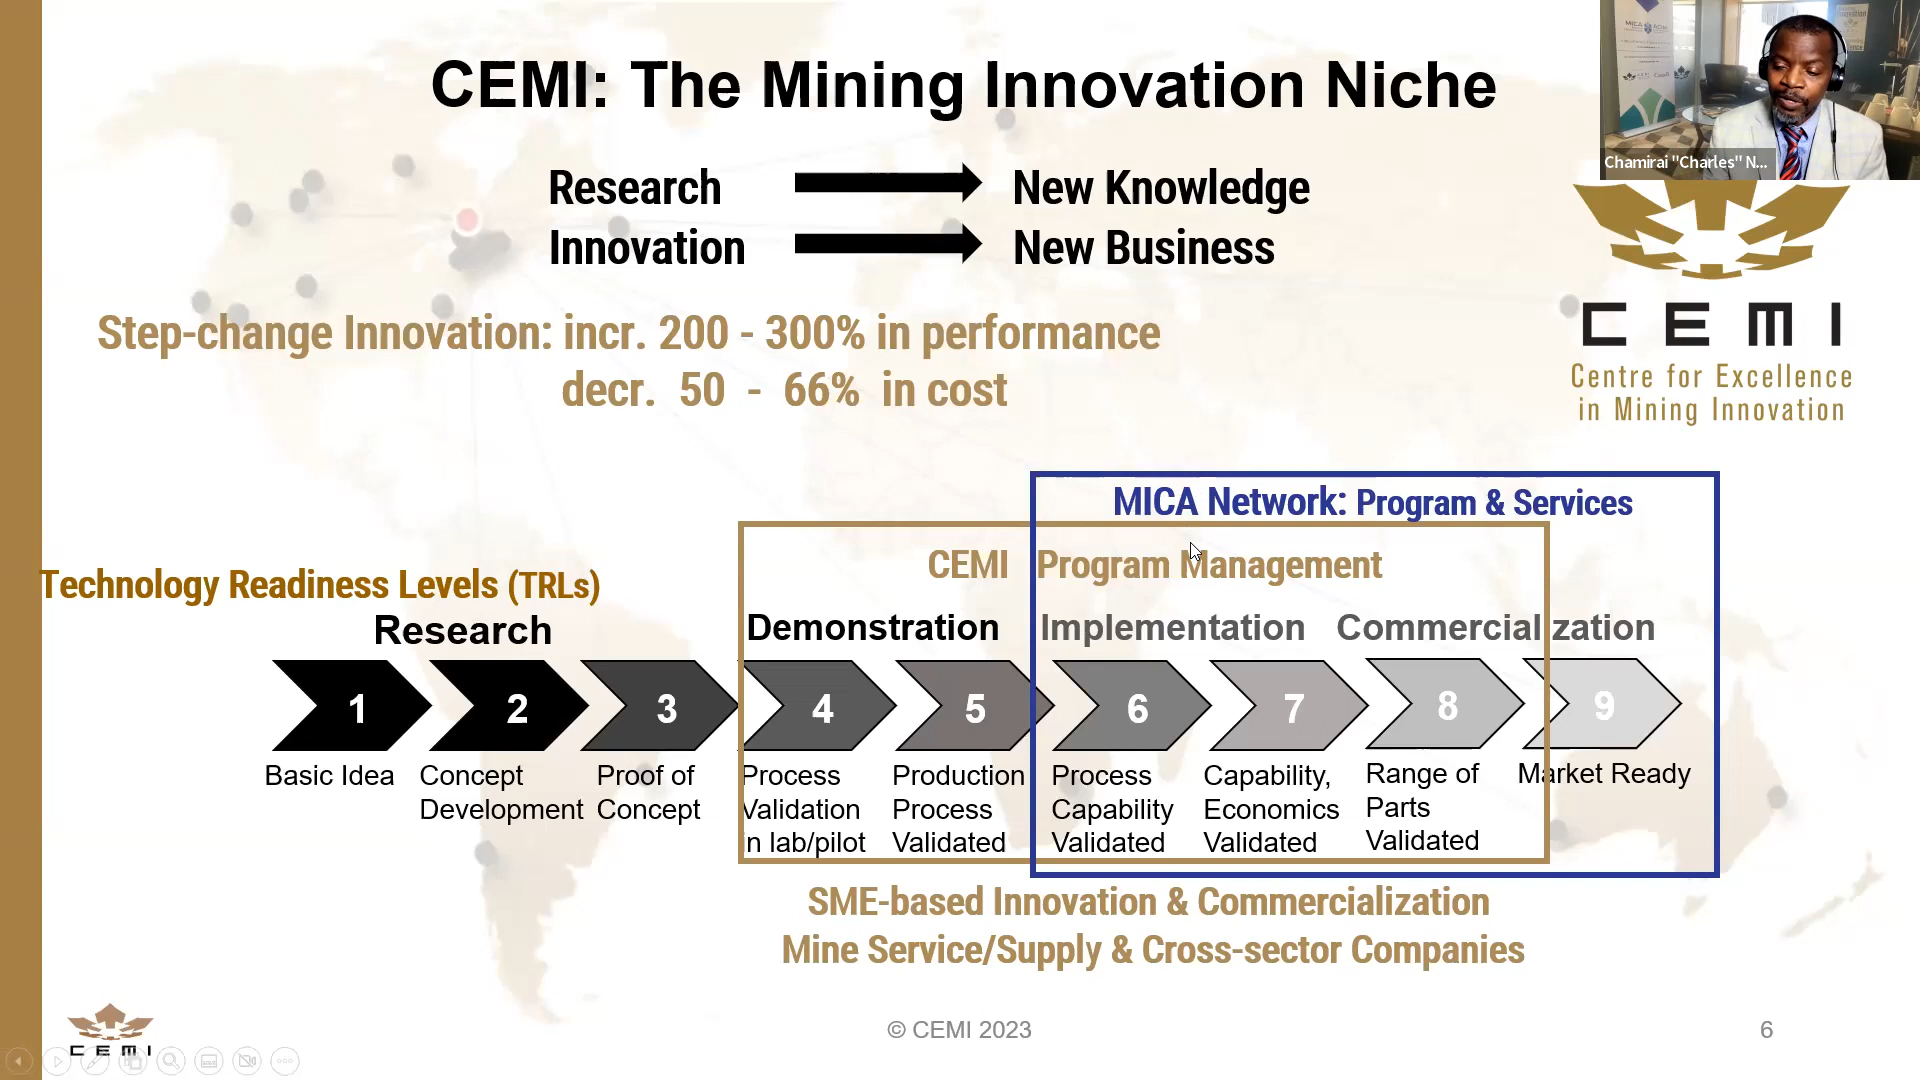 CEMI: The Mining Innovation Niche
Research New Knowledge
Innovation New Business
Step-change Innovation: incr. 200 - 300% in performance
decr. 50 - 66% in cost
Chamirai "Charles" N...
CEMI
Centre for Excellence
in Mining Innovation
MICA Network: Program & Services
CEMI Program Management
Technology Readiness Levels (TRLs)
Research Demonstration Implementation Commercialization
1 2 3 4 5 6 7 8 9
Basic Idea
Concept
Development
Proof of
Concept
Process
Validation
in lab/pilot
Production
Process
Validated
Process
Capability
Validated
Capability,
Economics
Validated
Range of
Parts
Validated
Market Ready
SME-based Innovation & Commercialization
Mine Service/Supply & Cross-sector Companies
CEMI
© CEMI 2023
6